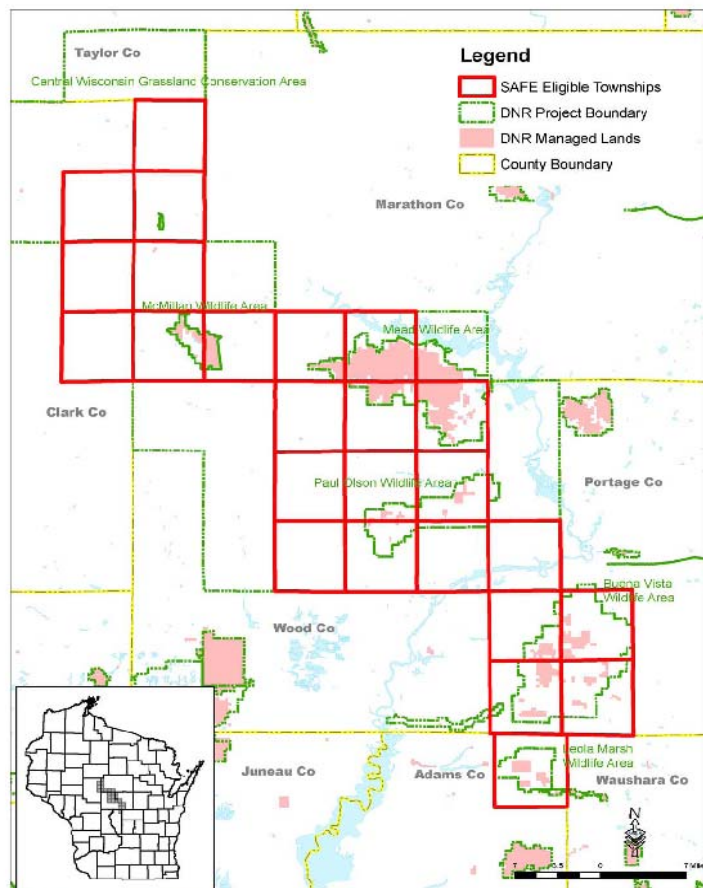 Taylor Co
Central Wisconsin Grassland Conservation Area
Legend
SAFE Eligible Townships
DNR Project Boundary
DNR Managed Lands
County Boundary
Marathon Co
McMillan Wildlife Area
Mead Wildlife Area
Clark Co
Paul Olson Wildlife Area
Portage Co
Buena Vista
Wildlife Area
Wood Co
Leola Marsh
Wildlife Area
Juneau Co
Adams Co
Waushara Co
N
0